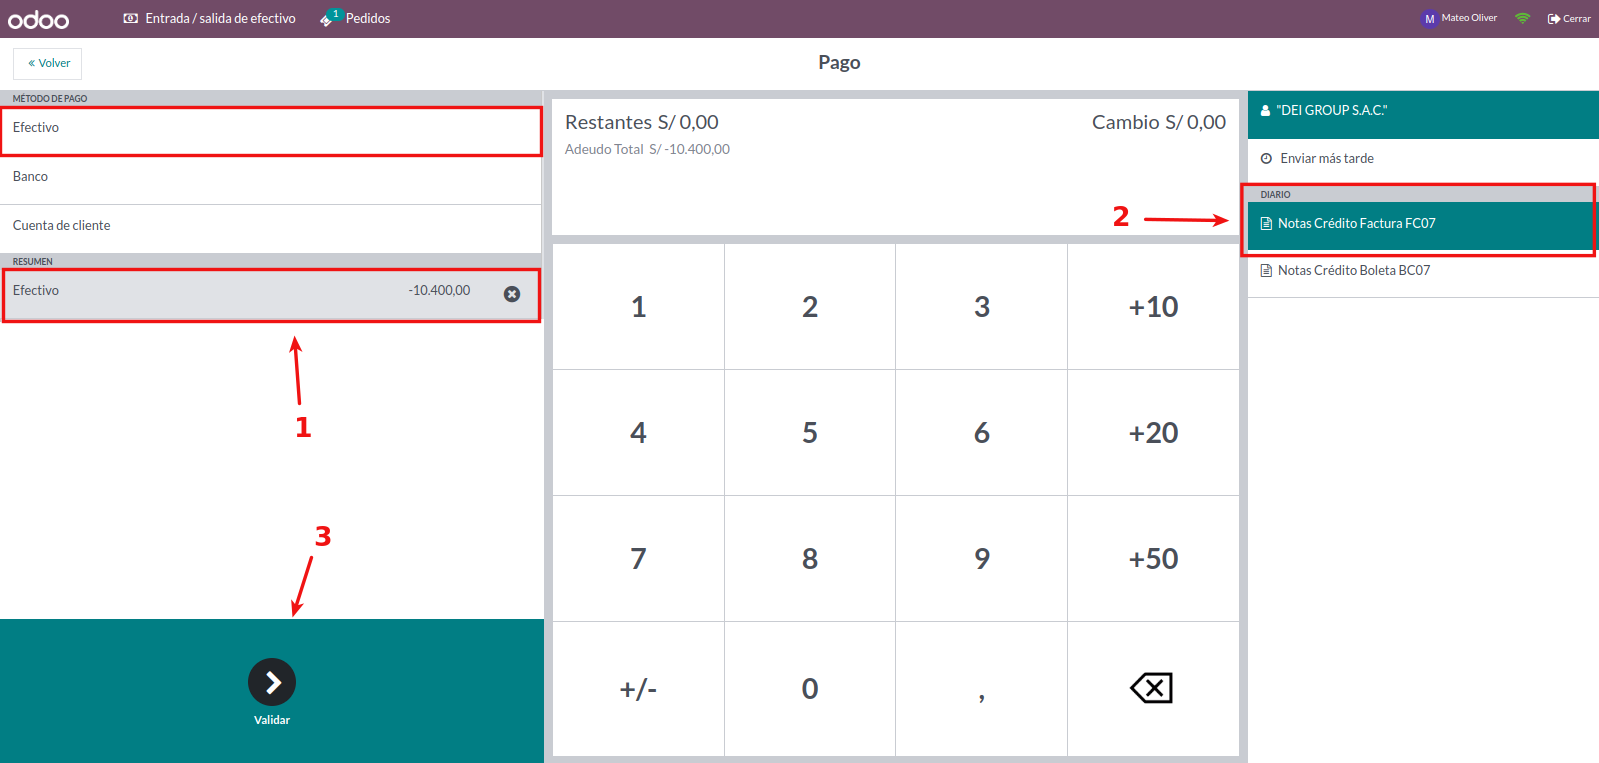 odoo
Entrada / salida de efectivo
1
Pedidos
M
Mateo Oliver
Cerrar
« Volver
Pago
MÉTODO DE PAGO
Efectivo
Banco
Cuenta de cliente
RESUMEN
Efectivo -10.400,00
1
3
Validar
Restantes S/ 0,00
Cambio S/ 0,00
Adeudo Total S/ -10.400,00
1 2 3 +10
4 5 6 +20
7 8 9 +50
+/- 0 ,
"DEI GROUP S.A.C."
Enviar más tarde
DIARIO
2
Notas Crédito Factura FC07
Notas Crédito Boleta BC07